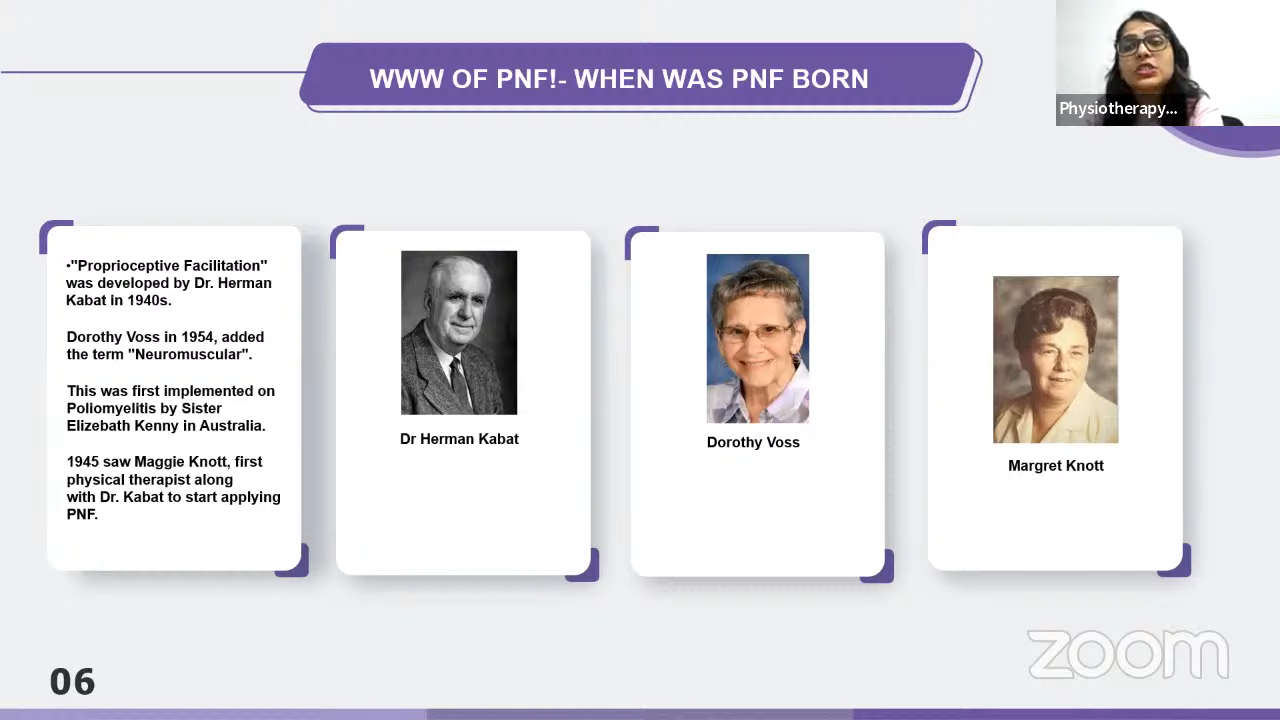 WWW OF PNF!- WHEN WAS PNF BORN
Physiotherapy...
•"Proprioceptive Facilitation"
was developed by Dr. Herman
Kabat in 1940s.
Dorothy Voss in 1954, added
the term "Neuromuscular".
This was first implemented on
Poliomyelitis by Sister
Elizebath Kenny in Australia.
1945 saw Maggie Knott, first
physical therapist along
with Dr. Kabat to start applying
PNF.
Dr Herman Kabat
Dorothy Voss
Margret Knott
06
zoom